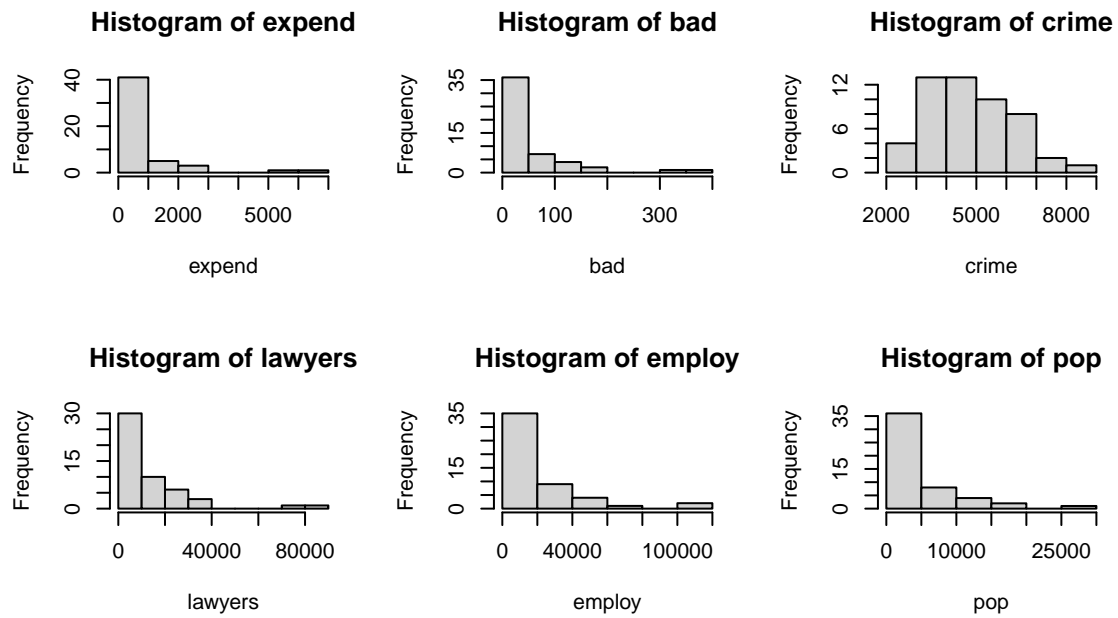 Histogram of expend
Frequency
0 20 40
0 2000 5000
expend
Histogram of bad
Frequency
0 15 35
0 100 300
bad
Histogram of crime
Frequency
0 6 12
2000 5000 8000
crime
Histogram of lawyers
Frequency
0 15 30
0 40000 80000
lawyers
Histogram of employ
Frequency
0 15 35
0 40000 100000
employ
Histogram of pop
Frequency
0 15 35
0 10000 25000
pop